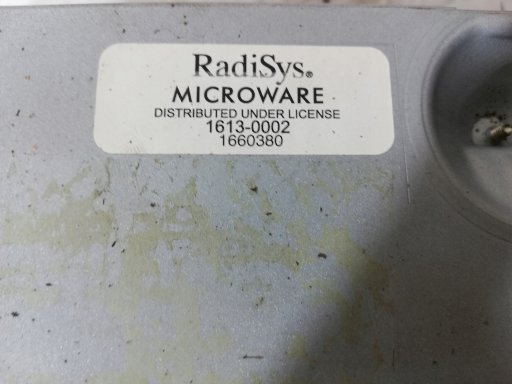 RadiSys®
MICROWARE
DISTRIBUTED UNDER LICENSE
1613-0002
1660380